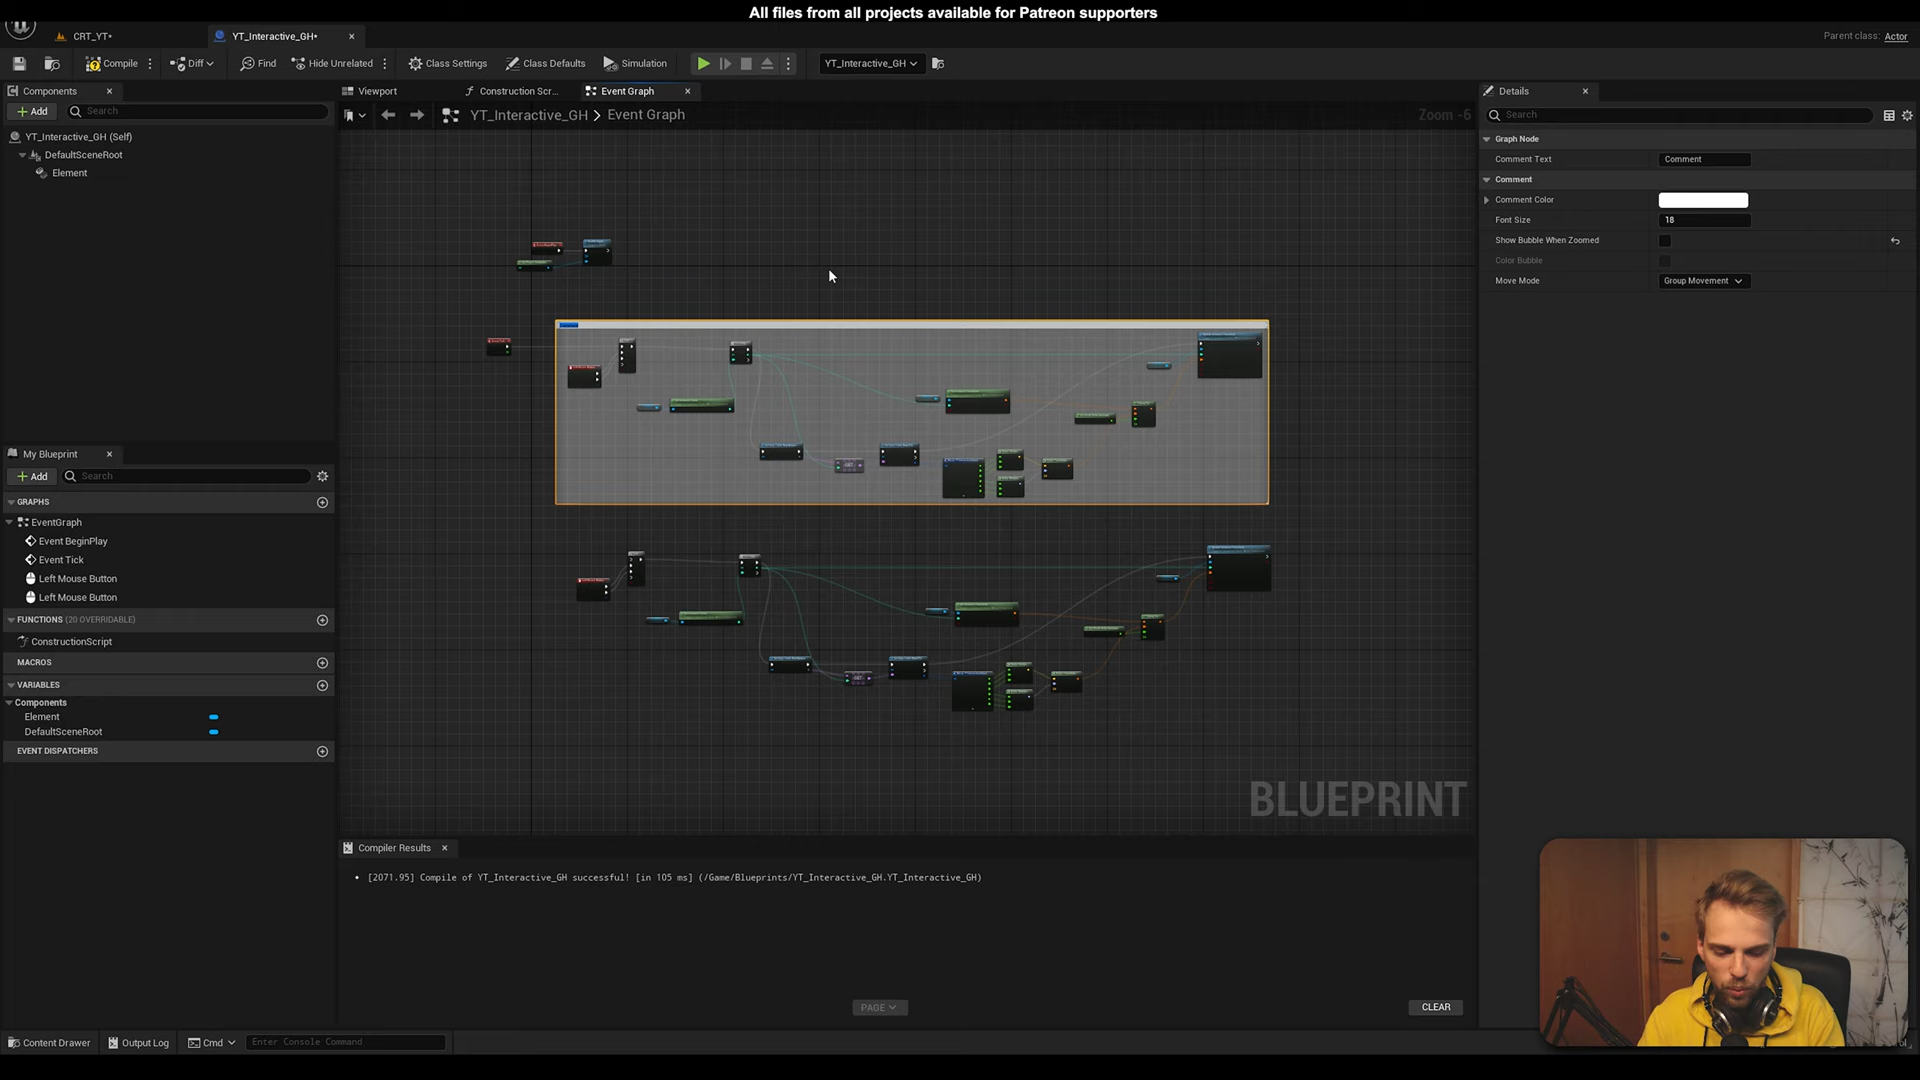 All files from all projects available for Patreon supporters
CRT_YT*
YT_Interactive_GH*
Parent class: Actor
Compile
Diff
Find
Hide Unrelated
Class Settings
Class Defaults
Simulation
YT_Interactive_GH
Components
Viewport
Construction Scr...
Event Graph
Details
Add
Search
YT_Interactive_GH > Event Graph
Zoom -6
Search
YT_Interactive_GH (Self)
DefaultSceneRoot
Element
Graph Node
Comment Text
Comment
Comment
Comment Color
Font Size
18
Show Bubble When Zoomed
Color Bubble
Move Mode
Group Movement
My Blueprint
Add
Search
GRAPHS
EventGraph
Event BeginPlay
Event Tick
Left Mouse Button
Left Mouse Button
FUNCTIONS (20 OVERRIDABLE)
ConstructionScript
MACROS
VARIABLES
Components
Element
DefaultSceneRoot
EVENT DISPATCHERS
BLUEPRINT
Compiler Results
[2071.95] Compile of YT_Interactive_GH successful! [in 105 ms] (/Game/Blueprints/YT_Interactive_GH.YT_Interactive_GH)
PAGE
CLEAR
Content Drawer
Output Log
Cmd
Enter Console Command